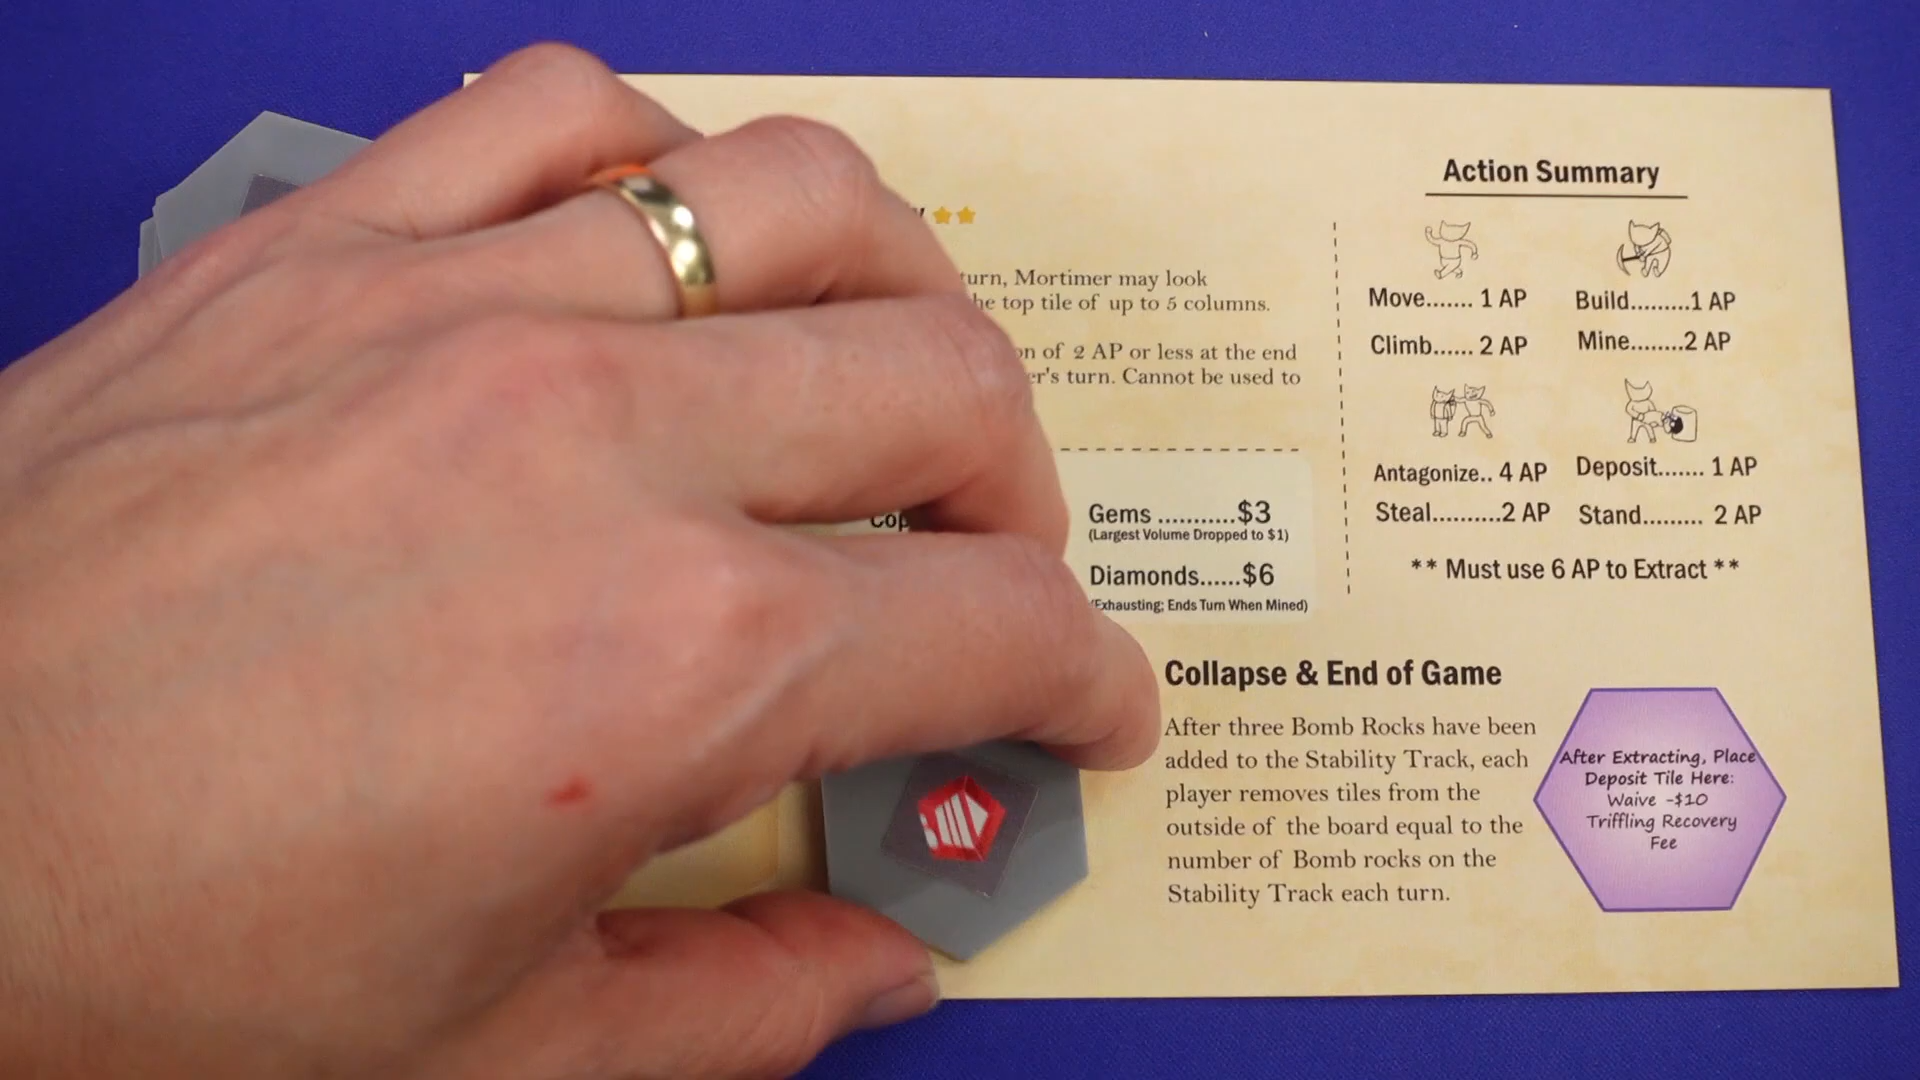 turn, Mortimer may look
the top tile of up to 5 columns.
of 2 AP or less at the end
turn. Cannot be used to
Gems ...........$3
(Largest Volume Dropped to $1)
Diamonds......$6
(Exhausting; Ends Turn When Mined)
Action Summary
Move....... 1 AP
Build.........1 AP
Climb...... 2 AP
Mine........2 AP
Antagonize.. 4 AP
Deposit....... 1 AP
Steal..........2 AP
Stand......... 2 AP
** Must use 6 AP to Extract **
Collapse & End of Game
After three Bomb Rocks have been
added to the Stability Track, each
player removes tiles from the
outside of the board equal to the
number of Bomb rocks on the
Stability Track each turn.
After Extracting, Place
Deposit Tile Here:
Waive -$10
Triffling Recovery
Fee